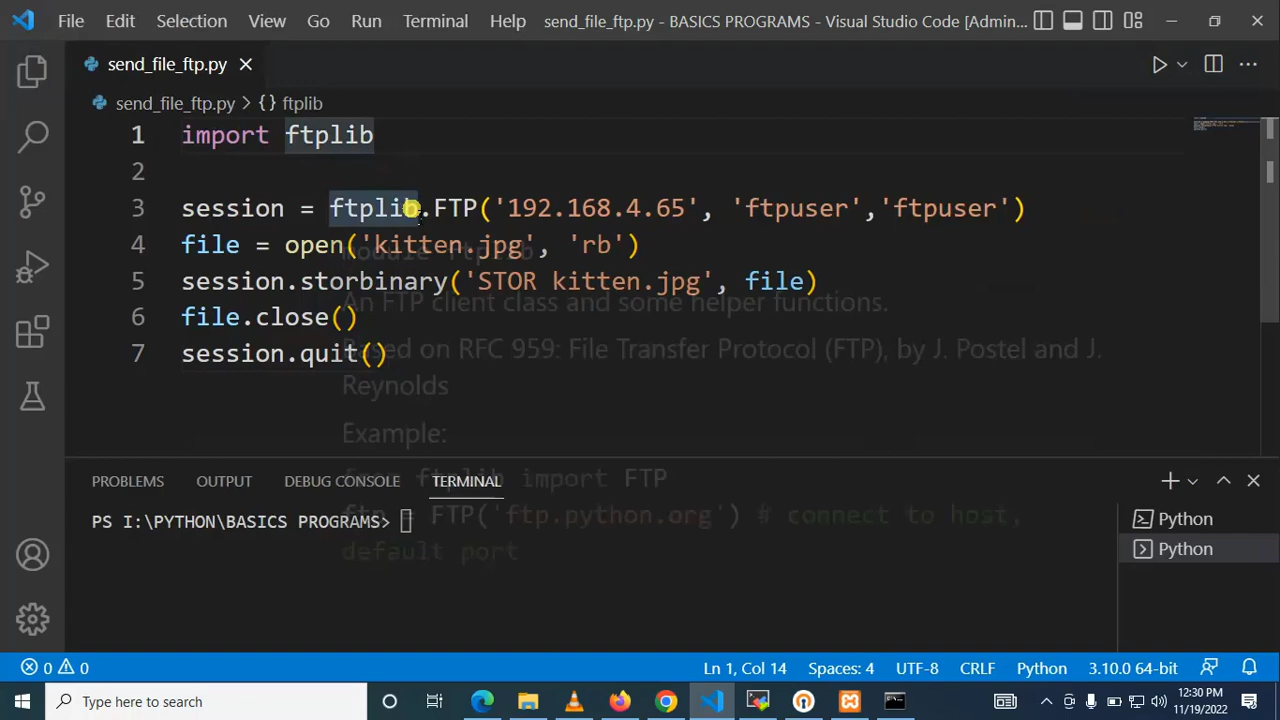 File Edit Selection View Go Run Terminal Help send_file_ftp.py - BASICS PROGRAMS - Visual Studio Code [Admin...
send_file_ftp.py
send_file_ftp.py > {} ftplib
1 import ftplib
2
3 session = ftplib.FTP('192.168.4.65', 'ftpuser','ftpuser')
4 file = open('kitten.jpg', 'rb')
module ftplib
5 session.storbinary('STOR kitten.jpg', file)
An FTP client class and some helper functions.
6 file.close()
7 session.quit()
Based on RFC 959: File Transfer Protocol (FTP), by J. Postel and J.
Reynolds
Example:
from ftplib import FTP
ftp = FTP('ftp.python.org') # connect to host,
default port
PROBLEMS OUTPUT DEBUG CONSOLE TERMINAL
PS I:\PYTHON\BASICS PROGRAMS>
Python
Python
0 0 Ln 1, Col 14 Spaces: 4 UTF-8 CRLF Python 3.10.0 64-bit
Type here to search
12:30 PM
11/19/2022